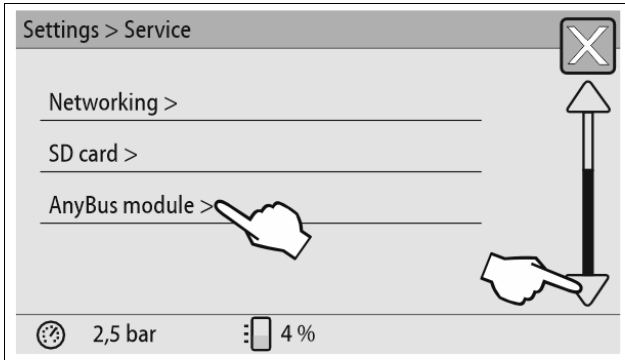 Settings > Service
Networking >
SD card >
AnyBus module >
2,5 bar 4 %